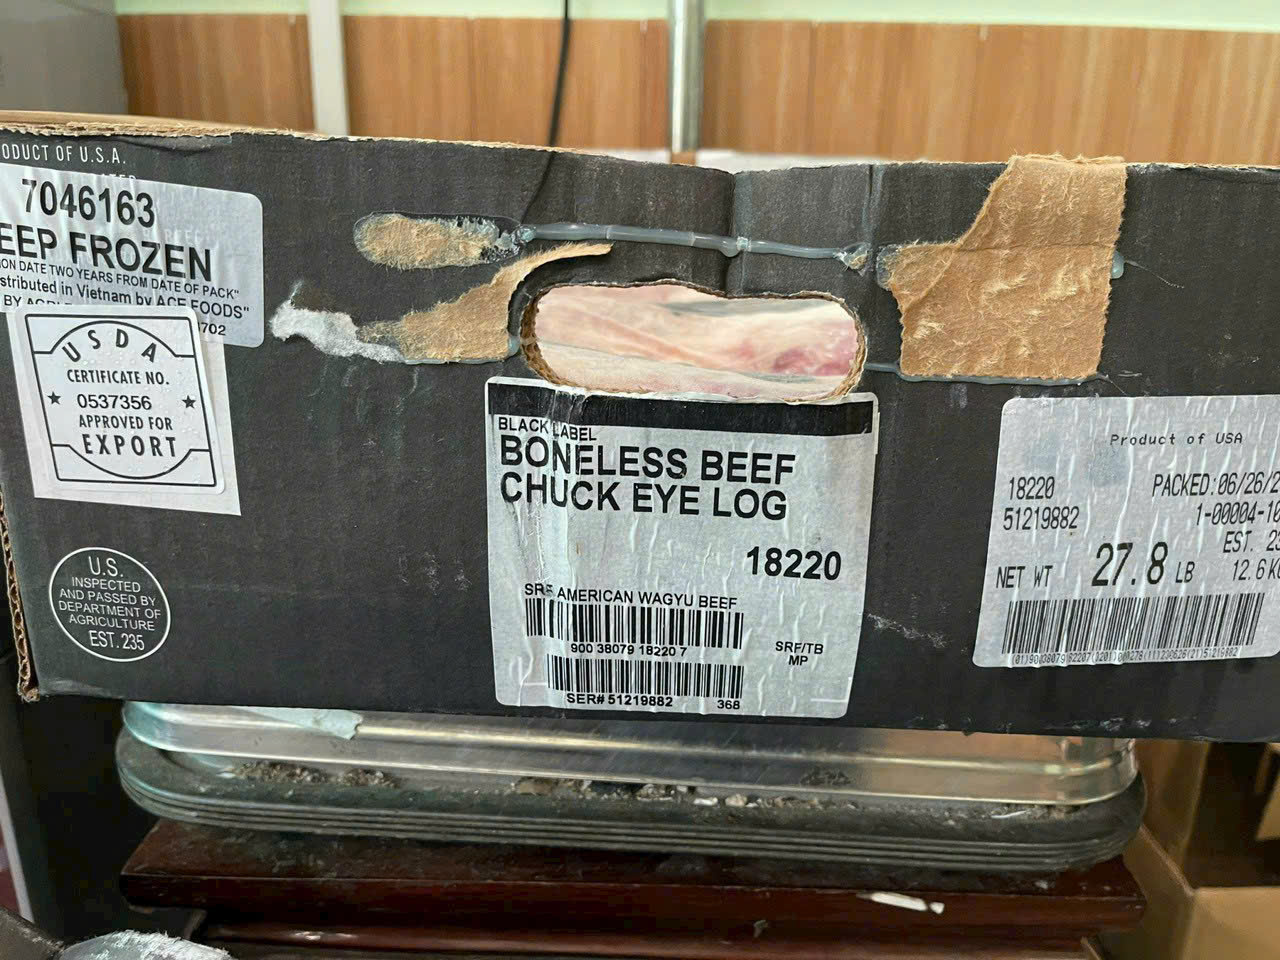 ODUCT OF U.S.A.
7046163
EEP FROZEN
ON DATE TWO YEARS FROM DATE OF PACK"
stributed in Vietnam by ACE FOODS"
BY
702
USDA
CERTIFICATE NO.
★ 0537356 ★
APPROVED FOR
EXPORT
U.S.
INSPECTED
AND PASSED BY
DEPARTMENT OF
AGRICULTURE
EST. 235
BLACK LABEL
BONELESS BEEF
CHUCK EYE LOG
18220
SRF AMERICAN WAGYU BEEF
900 38079 18220 7
SRF/TB
MP
SER# 51219882
368
Product of USA
18220 PACKED: 06/26/2
51219882 1-00004-10
EST. 23
NET WT 27.8 LB 12.6 K